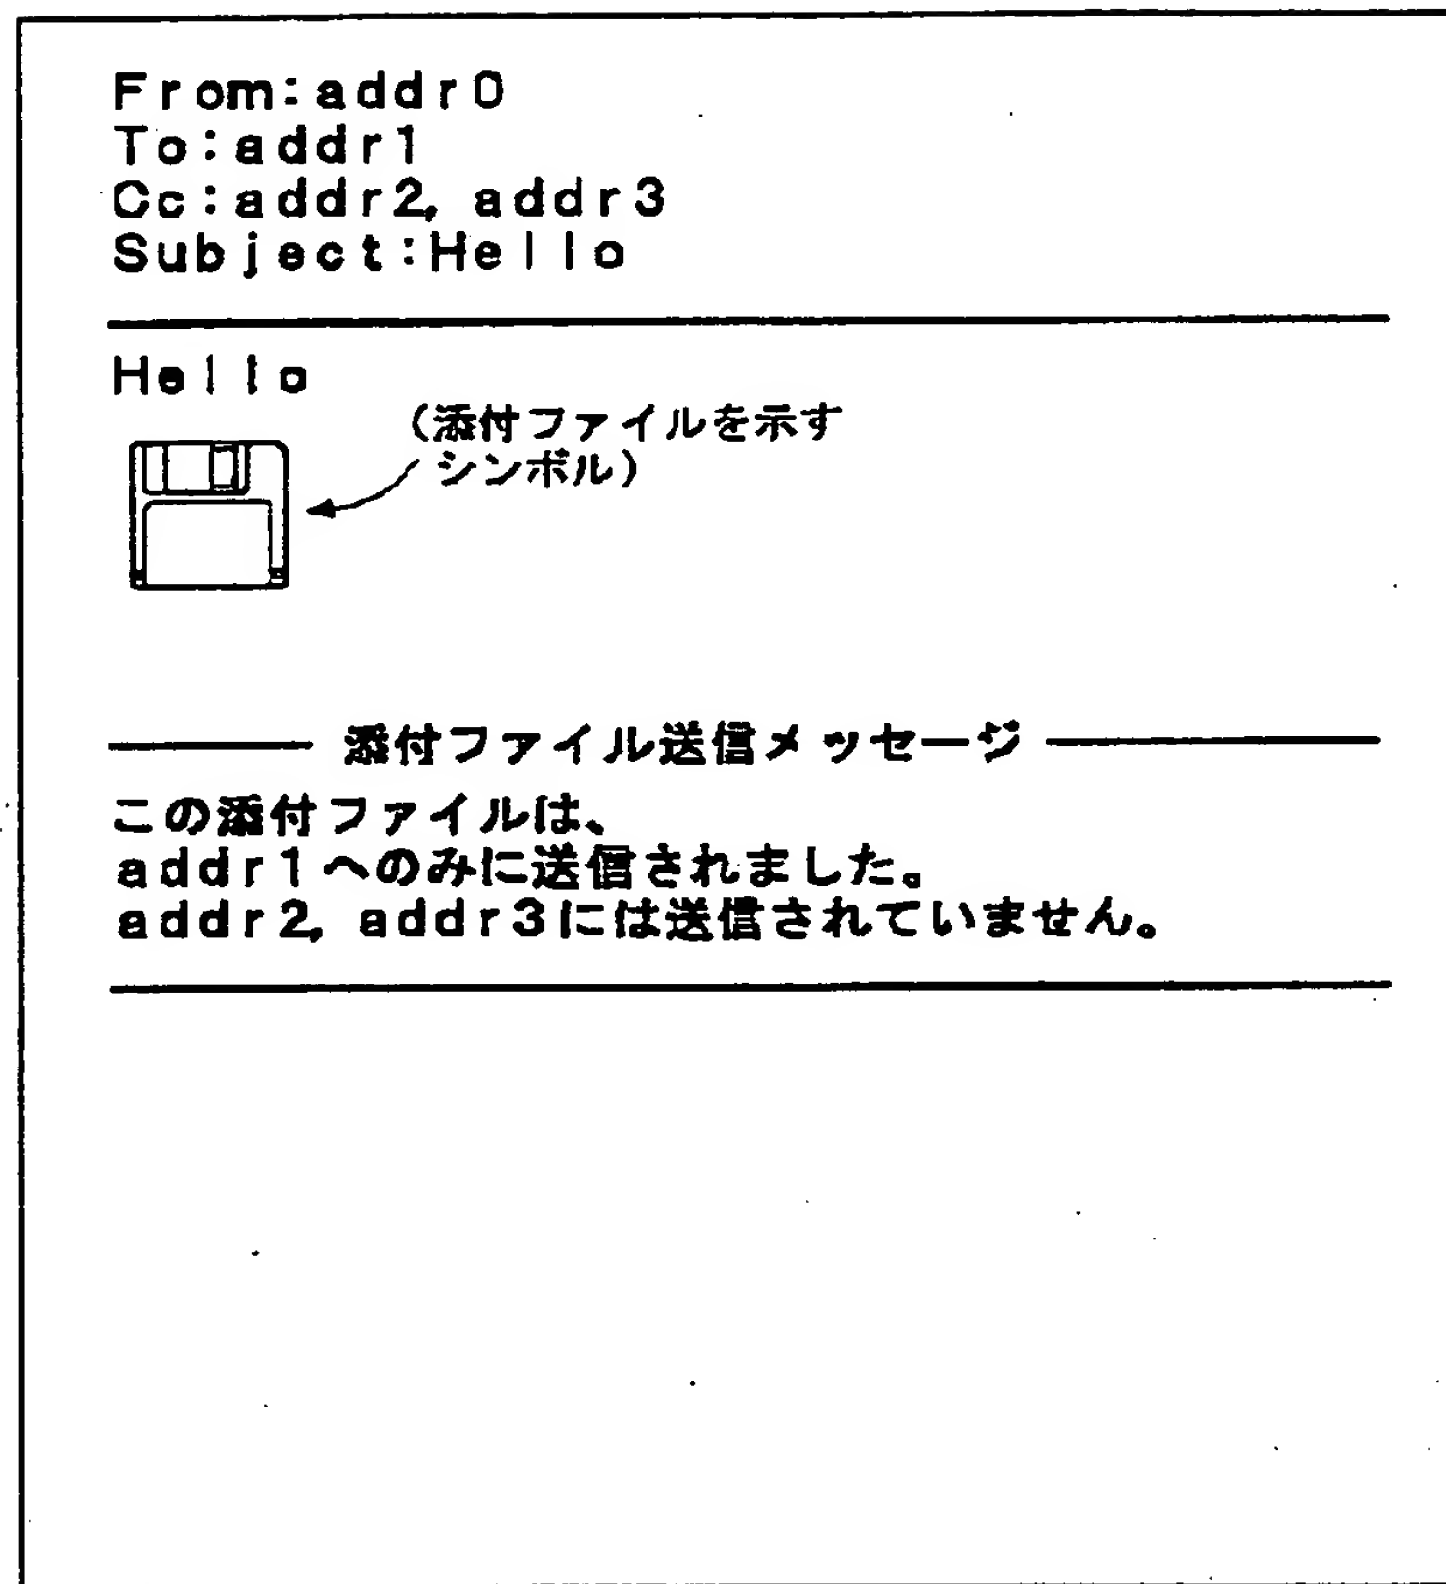 From:addr0
To:addr1
Cc:addr2, addr3
Subject:Hello
Hello
(添付ファイルを示す
シンボル)
添付ファイル送信メッセージ
この添付ファイルは、
addr1へのみに送信されました。
addr2, addr3には送信されていません。